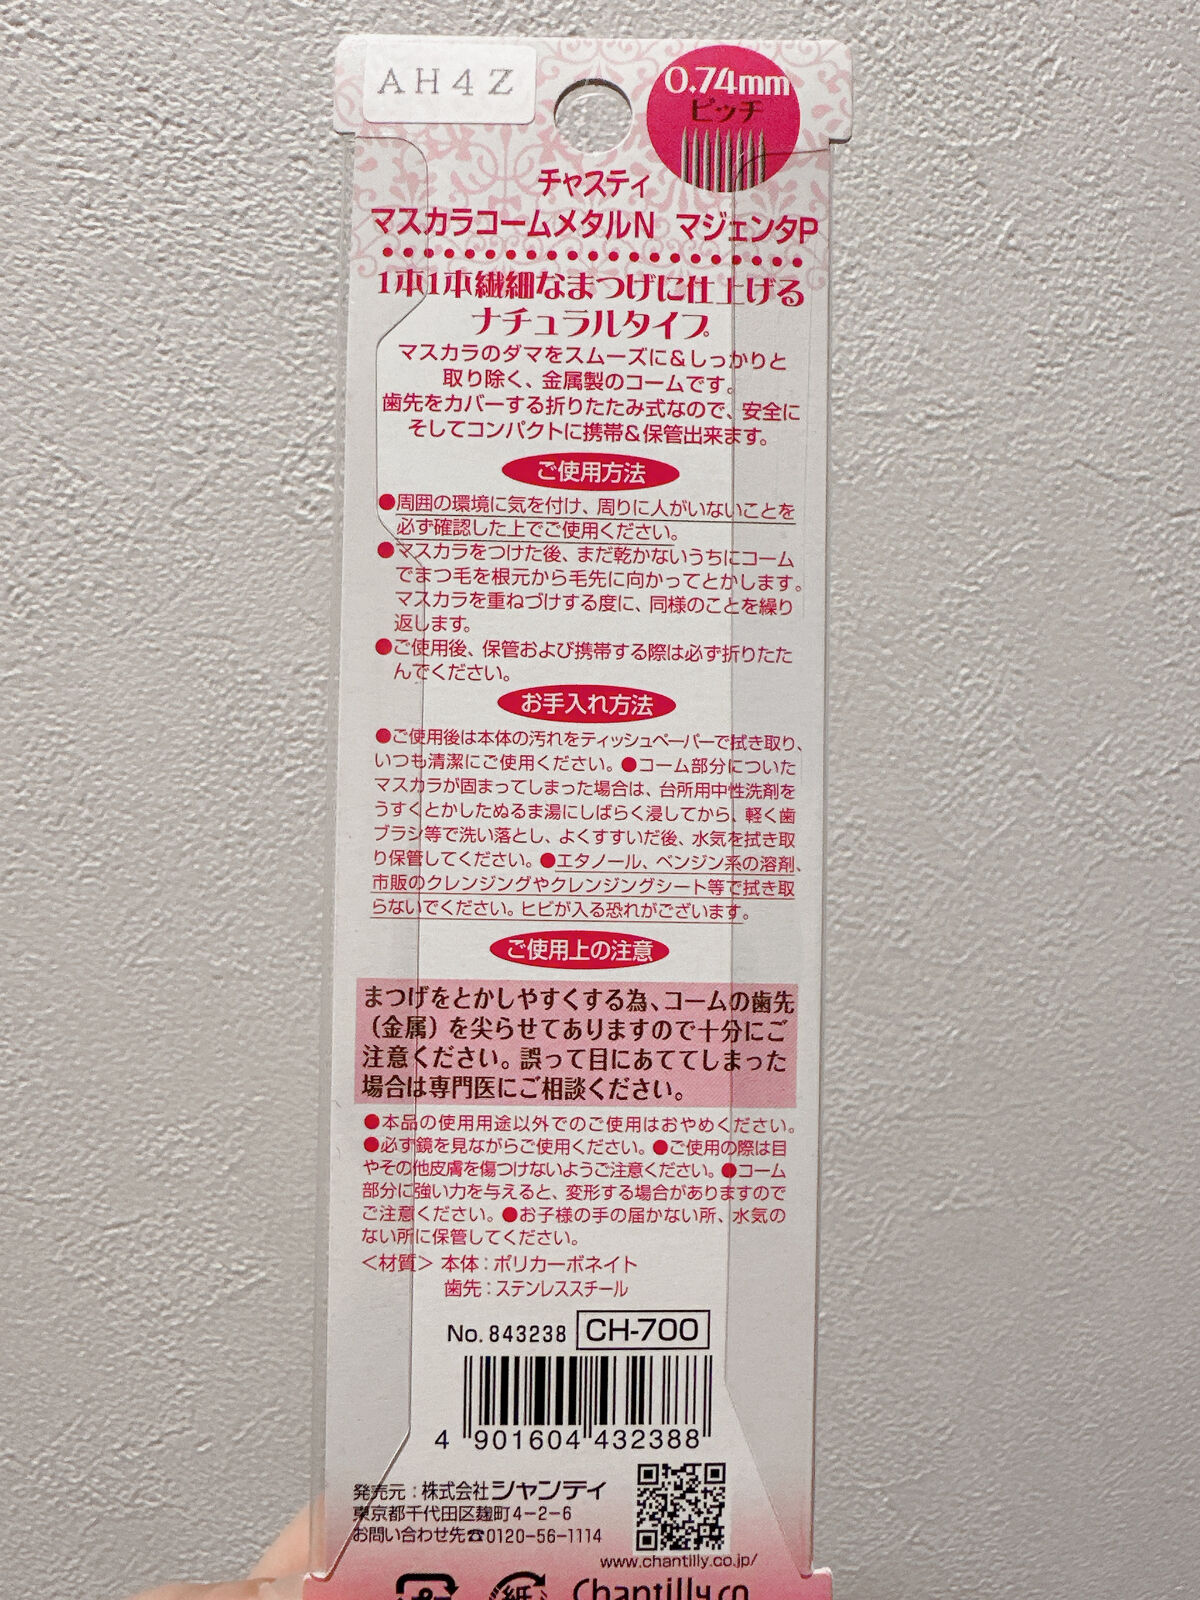 AH4Z
0.74mm
ピッチ
チャスティ
マスカラコームメタルN マジェンタP
1本1本繊細なまつげに仕上げる
ナチュラルタイプ
マスカラのダマをスムーズに&しっかりと
取り除く、金属製のコームです。
歯先をカバーする折りたたみ式なので、安全に
そしてコンパクトに携帯&保管出来ます。
ご使用方法
●周囲の環境に気を付け、周りに人がいないことを
必ず確認した上でご使用ください。
●マスカラをつけた後、まだ乾かないうちにコーム
でまつ毛を根元から毛先に向かってとかします。
マスカラを重ねづけする度に、同様のことを繰り
返します。
●ご使用後、保管および携帯する際は必ず折りたた
んでください。
お手入れ方法
●ご使用後は本体の汚れをティッシュペーパーで拭き取り、
いつも清潔にご使用ください。●コーム部分についた
マスカラが固まってしまった場合は、台所用中性洗剤を
うすくとかしたぬるま湯にしばらく浸してから、軽く歯
ブラシ等で洗い落とし、よくすすいだ後、水気を拭き取
り保管してください。●エタノール、ベンジン系の溶剤、
市販のクレンジングやクレンジングシート等で拭き取
らないでください。ヒビが入る恐れがございます。
ご使用上の注意
まつげをとかしやすくする為、コームの歯先
(金属)を尖らせてありますので十分にご
注意ください。誤って目にあててしまった
場合は専門医にご相談ください。
●本品の使用用途以外でのご使用はおやめください。
●必ず鏡を見ながらご使用ください。●ご使用の際は目
やその他皮膚を傷つけないようご注意ください。●コーム
部分に強い力を与えると、変形する場合がありますので
ご注意ください。●お子様の手の届かない所、水気の
ない所に保管してください。
<材質> 本体:ポリカーボネイト
歯先:ステンレススチール
No. 843238 CH-700
4 901604 432388
発売元:株式会社シャンティ
東京都千代田区麹町4-2-6
お問い合わせ先☎0120-56-1114
www.chantilly.co.jp/
紙 Chantilly co